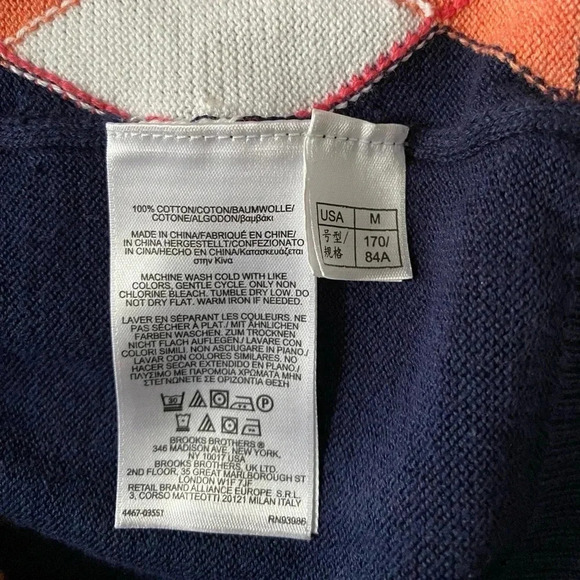 100% COTTON/COTON/BAUMWOLLE/
COTONE/ALGODON/βαμβάκι
MADE IN CHINA/FABRIQUÉ EN CHINE/
IN CHINA HERGESTELLT/CONFEZIONATO
IN CINA/HECHO EN CHINA/Κατασκευάζεται
στην Κίνα
MACHINE WASH COLD WITH LIKE
COLORS, GENTLE CYCLE. ONLY NON
CHLORINE BLEACH. TUMBLE DRY LOW. DO
NOT DRY FLAT. WARM IRON IF NEEDED.
LAVER EN SÉPARANT LES COULEURS. NE
PAS SÉCHER À PLAT./ MIT ÄHNLICHEN
FARBEN WASCHEN. ZUM TROCKNEN
NICHT FLACH AUFLEGEN./ LAVARE CON
COLORI SIMILI. NON ASCIUGARE IN PIANO./
LAVAR CON COLORES SIMILARES. NO
HACER SECAR EXTENDIDO EN PLANO./
ΠΛΥΣΙΜΟ ΜΕ ΠΑΡΟΜΟΙΑ ΧΡΩΜΑΤΑ ΜΗΝ
ΣΤΕΓΝΩΝΕΤΕ ΣΕ ΟΡΙΖΟΝΤΙΑ ΘΕΣΗ
30 P
BROOKS BROTHERS ®
346 MADISON AVE. NEW YORK,
NY 10017 USA
BROOKS BROTHERS, UK LTD.
2ND FLOOR, 35 GREAT MARLBOROUGH ST
LONDON W1F 7JF
RETAIL BRAND ALLIANCE EUROPE S.R.L.
3, CORSO MATTEOTTI 20121 MILAN ITALY
4467-09551 RN93986
USA M
号型/ 170/
规格 84A